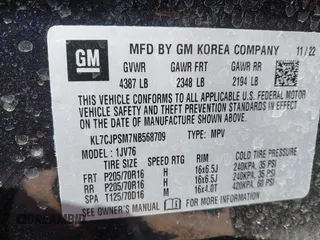 GM
MFD BY GM KOREA COMPANY 11/22
GVWR GAWR FRT GAWR RR
4387 LB 2348 LB 2194 LB
THIS VEHICLE CONFORMS TO ALL APPLICABLE U.S. FEDERAL MOTOR
VEHICLE SAFETY, BUMPER, AND THEFT PREVENTION STANDARDS
IN EFFECT ON THE DATE OF MANUFACTURE SHOWN ABOVE.
KL7CJPSM7NB568709 TYPE: MPV
MODEL: 1JV76
TIRE SIZE SPEED RTG RIM COLD TIRE PRESSURE
FRT P205/70R16 H 16x6.5J 240KPA, 35 PSI
RR P205/70R16 H 16x6.5J 240KPA, 35 PSI
SPA T125/70D16 M 16x4.0T 420KPA, 60 PSI